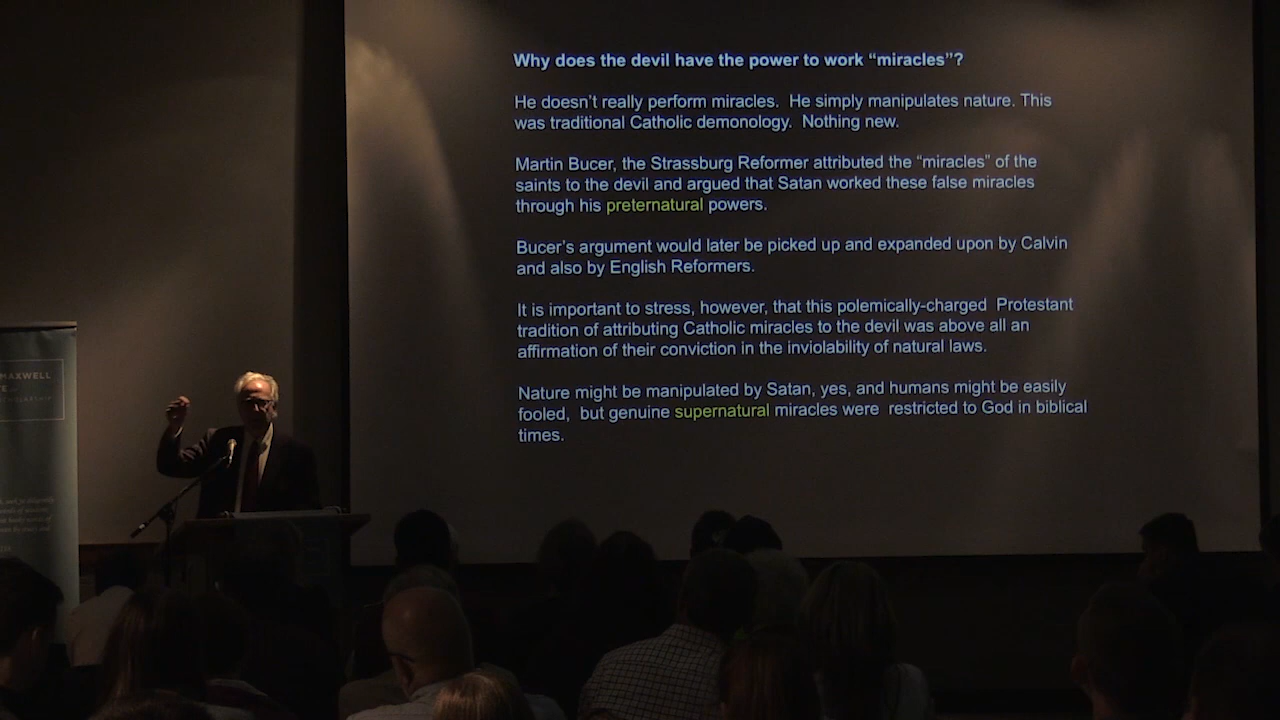 Why does the devil have the power to work “miracles”?
He doesn’t really perform miracles. He simply manipulates nature. This
was traditional Catholic demonology. Nothing new.
Martin Bucer, the Strassburg Reformer attributed the “miracles” of the
saints to the devil and argued that Satan worked these false miracles
through his preternatural powers.
Bucer’s argument would later be picked up and expanded upon by Calvin
and also by English Reformers.
It is important to stress, however, that this polemically-charged Protestant
tradition of attributing Catholic miracles to the devil was above all an
affirmation of their conviction in the inviolability of natural laws.
Nature might be manipulated by Satan, yes, and humans might be easily
fooled, but genuine supernatural miracles were restricted to God in biblical
times.
MAXWELL